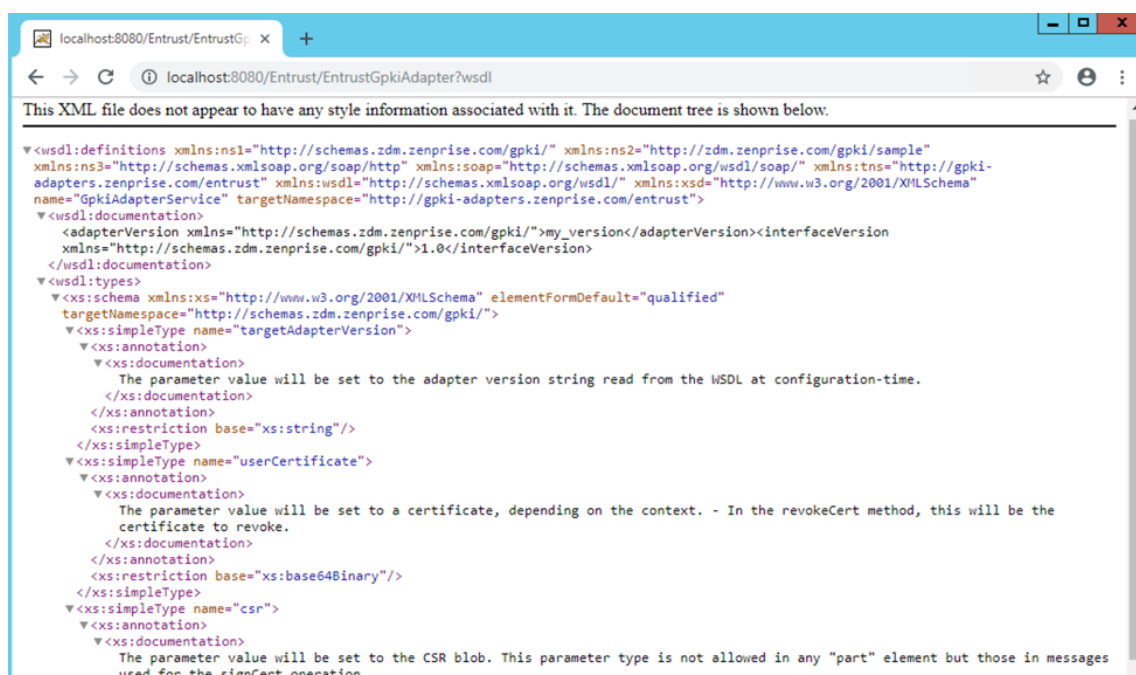 localhost:8080/Entrust/EntrustGp
localhost:8080/Entrust/EntrustGpkiAdapter?wsdl
This XML file does not appear to have any style information associated with it. The document tree is shown below.
▼<wsdl:definitions xmlns:ns1="http://schemas.zdm.zenprise.com/gpki/" xmlns:ns2="http://zdm.zenprise.com/gpki/sample"
xmlns:ns3="http://schemas.xmlsoap.org/soap/http" xmlns:soap="http://schemas.xmlsoap.org/wsdl/soap/" xmlns:tns="http://gpki-
adapters.zenprise.com/entrust" xmlns:wsdl="http://schemas.xmlsoap.org/wsdl/" xmlns:xsd="http://www.w3.org/2001/XMLSchema"
name="GpkiAdapterService" targetNamespace="http://gpki-adapters.zenprise.com/entrust">
▼<wsdl:documentation>
<adapterVersion xmlns="http://schemas.zdm.zenprise.com/gpki/">my_version</adapterVersion><interfaceVersion
xmlns="http://schemas.zdm.zenprise.com/gpki/">1.0</interfaceVersion>
</wsdl:documentation>
▼<wsdl:types>
▼<xs:schema xmlns:xs="http://www.w3.org/2001/XMLSchema" elementFormDefault="qualified"
targetNamespace="http://schemas.zdm.zenprise.com/gpki/">
▼<xs:simpleType name="targetAdapterVersion">
▼<xs:annotation>
▼<xs:documentation>
The parameter value will be set to the adapter version string read from the WSDL at configuration-time.
</xs:documentation>
</xs:annotation>
<xs:restriction base="xs:string"/>
</xs:simpleType>
▼<xs:simpleType name="userCertificate">
▼<xs:annotation>
▼<xs:documentation>
The parameter value will be set to a certificate, depending on the context. - In the revokeCert method, this will be the
certificate to revoke.
</xs:documentation>
</xs:annotation>
<xs:restriction base="xs:base64Binary"/>
</xs:simpleType>
▼<xs:simpleType name="csr">
▼<xs:annotation>
▼<xs:documentation>
The parameter value will be set to the CSR blob. This parameter type is not allowed in any "part" element but those in messages
used for the signCert operation